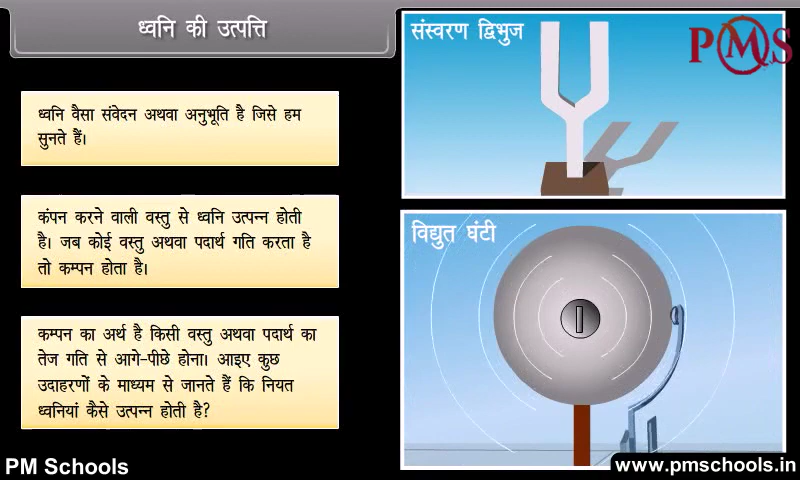 ध्वनि की उत्पत्ति
ध्वनि वैसा संवेदन अथवा अनुभूति है जिसे हम
सुनते हैं।
कंपन करने वाली वस्तु से ध्वनि उत्पन्न होती
है। जब कोई वस्तु अथवा पदार्थ गति करता है
तो कम्पन होता है।
कम्पन का अर्थ है किसी वस्तु अथवा पदार्थ का
तेज गति से आगे-पीछे होना। आइए कुछ
उदाहरणों के माध्यम से जानते हैं कि नियत
ध्वनियां कैसे उत्पन्न होती है?
संस्वरण द्विभुज
PMS
विद्युत घंटी
PM Schools
www.pmschools.in